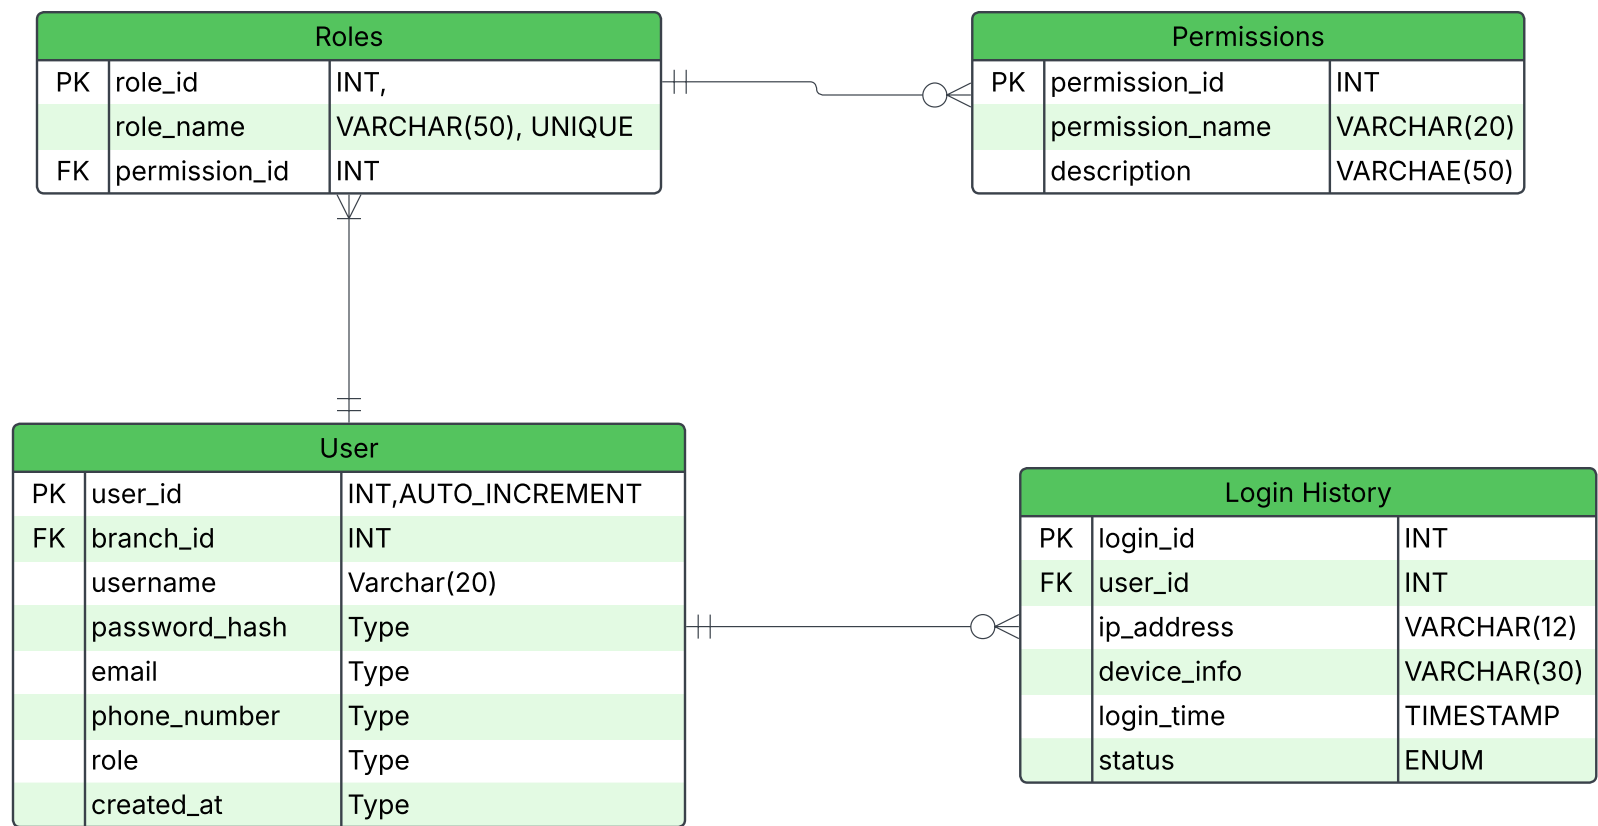 Roles
PK role_id INT,
role_name VARCHAR(50), UNIQUE
FK permission_id INT
Permissions
PK permission_id INT
permission_name VARCHAR(20)
description VARCHAE(50)
User
PK user_id INT,AUTO_INCREMENT
FK branch_id INT
username Varchar(20)
password_hash Type
email Type
phone_number Type
role Type
created_at Type
Login History
PK login_id INT
FK user_id INT
ip_address VARCHAR(12)
device_info VARCHAR(30)
login_time TIMESTAMP
status ENUM